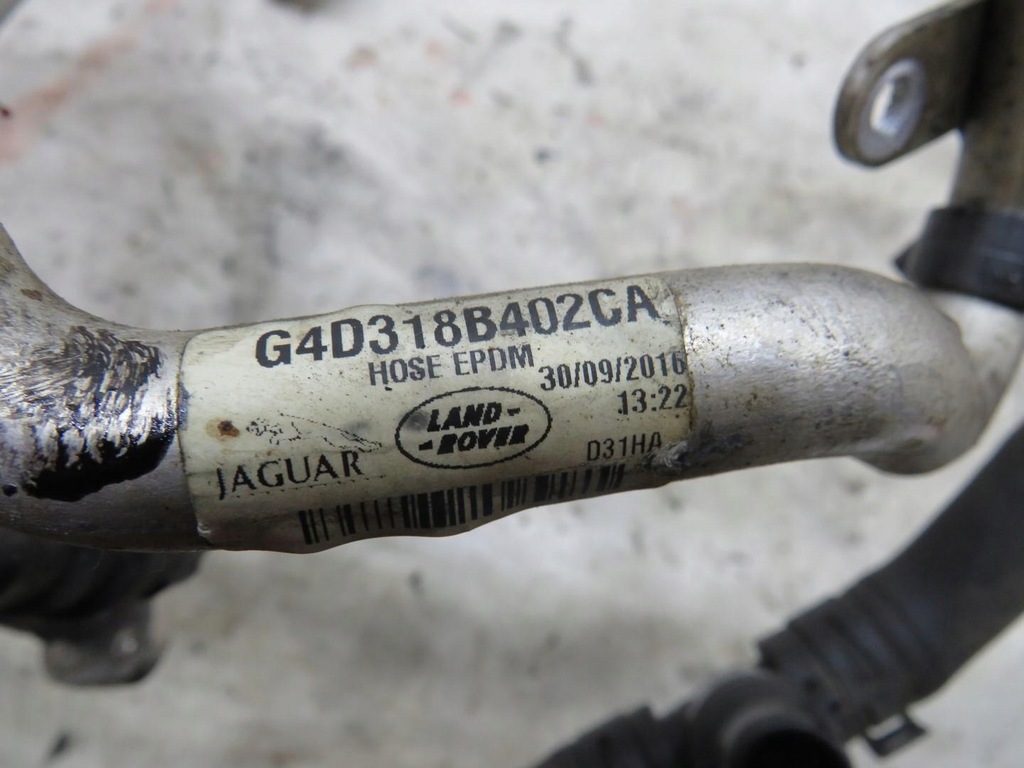 G4D318B402CA
HOSE EPDM
30/09/2016
13:22
LAND-
-ROVER
JAGUAR
D31HA